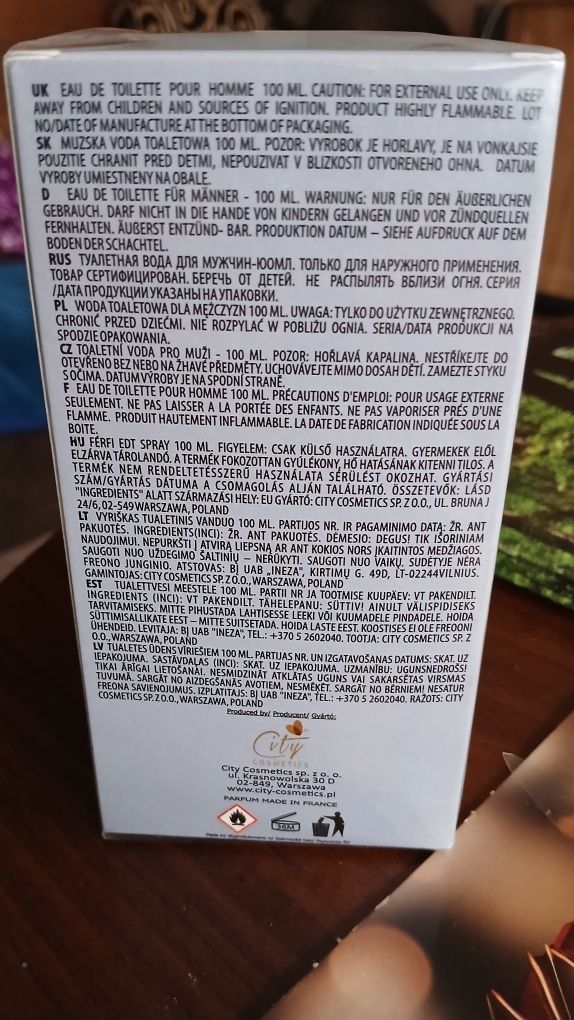 UK EAU DE TOILETTE POUR HOMME 100 ML. CAUTION: FOR EXTERNAL USE ONLY. KEEP
AWAY FROM CHILDREN AND SOURCES OF IGNITION. PRODUCT HIGHLY FLAMMABLE. LOT
NO/DATE OF MANUFACTURE AT THE BOTTOM OF PACKAGING.
SK MUZSKA VODA TOALETOWA 100 ML. POZOR: VYROBOK JE HORLAVY, JE NA VONKAJSIE
POUZITIE CHRANIT PRED DETMI, NEPOUZIVAT V BLIZKOSTI OTVORENEHO OHNA. DATUM
VYROBY UMIESTNENY NA OBALE.
D EAU DE TOILETTE FÜR MÄNNER - 100 ML. WARNUNG: NUR FÜR DEN ÄUßERLICHEN
GEBRAUCH. DARF NICHT IN DIE HANDE VON KINDERN GELANGEN UND VOR ZÜNDQUELLEN
FERNHALTEN. ÄUßERST ENTZÜND- BAR. PRODUKTION DATUM – SIEHE AUFDRUCK AUF DEM
BODEN DER SCHACHTEL.
RUS ТУАЛЕТНАЯ ВОДА ДЛЯ МУЖЧИН-ЮОМЛ. ТОЛЬКО ДЛЯ НАРУЖНОГО ПРИМЕНЕНИЯ.
ТОВАР СЕРТИФИЦИРОВАН. БЕРЕЧЬ ОТ ДЕТЕЙ. НЕ РАСПЫЛЯТЬ ВБЛИЗИ ОГНЯ. СЕРИЯ
/ДАТА ПРОДУКЦИИ УКАЗАНЫ НА УПАКОВКИ.
PL WODA TOALETOWA DLA MĘŻCZYZN 100 ML. UWAGA: TYLKO DO UŻYTKU ZEWNĘTRZNEGO.
CHRONIĆ PRZED DZIEĆMI. NIE ROZPYLAĆ W POBLIŻU OGNIA. SERIA/DATA PRODUKCJI NA
SPODZIE OPAKOWANIA.
CZ TOALETNÍ VODA PRO MUŽI - 100 ML. POZOR: HOŘLAVÁ KAPALINA. NESTŘÍKEJTE DO
OTEVŘENO BEZ NEBO NA ŽHAVÉ PŘEDMĚTY. UCHOVÁVEJTE MIMO DOSAH DĚTÍ. ZAMEZTE STYKU
S OČIMA. DATUM VÝROBY JE NA SPODNÍ STRANĚ.
F EAU DE TOILETTE POUR HOMME 100 ML. PRÉCAUTIONS D'EMPLOI: POUR USAGE EXTERNE
SEULEMENT. NE PAS LAISSER A LA PORTÉE DES ENFANTS. NE PAS VAPORISER PRÉS D'UNE
FLAMME. PRODUIT HAUTEMENT INFLAMMABLE. LA DATE DE FABRICATION INDIQUÉE SOUS LA
BOITE.
HU FÉRFI EDT SPRAY 100 ML. FIGYELEM: CSAK KÜLSŐ HASZNÁLATRA. GYERMEKEK ELŐL
ELZÁRVA TÁROLANDÓ. A TERMÉK FOKOZOTTAN GYÚLÉKONY, HŐ HATÁSÁNAK KITENNI TILOS. A
TERMÉK NEM RENDELTETÉSSZERŰ HASZNÁLATA SÉRÜLÉST OKOZHAT. GYÁRTÁSI
SZÁM/GYÁRTÁS DÁTUMA A CSOMAGOLÁS ALJÁN TALÁLHATÓ. ÖSSZETEVŐK: LÁSD
"INGREDIENTS" ALATT SZÁRMAZÁSI HELY: EU GYÁRTÓ: CITY COSMETICS SP. Z O.O., UL. BRUNA J
24/6, 02-549 WARSZAWA, POLAND
LT VYRIŠKAS TUALETINIS VANDUO 100 ML. PARTIJOS NR. IR PAGAMINIMO DATA: ŽR. ANT
PAKUOTĖS. INGREDIENTS(INCI): ŽR. ANT PAKUOTĖS. DĖMESIO: DEGUS! TIK IŠORINIAM
NAUDOJIMUI. NEPURKŠTI Į ATVIRĄ LIEPSNĄ AR ANT KOKIOS NORS ĮKAITINTOS MEDŽIAGOS.
SAUGOTI NUO UŽDEGIMO ŠALTINIŲ – NERŪKYTI. SAUGOTI NUO VAIKŲ. SUDĖTYJE NĖRA
FREONO JUNGINIO. ATSTOVAS: BJ UAB „INEZA”, KIRTIMŲ G. 49D, LT-02244VILNIUS.
GAMINTOJAS: CITY COSMETICS SP. Z O.O., WARSZAWA, POLAND
EST TUALETTVESI MEESTELE 100 ML. PARTII NR JA TOOTMISE KUUPÄEV: VT PAKENDILT.
INGREDIENTS (INCI): VT PAKENDILT. TÄHELEPANU: SÜTTIV! AINULT VÄLISPIDISEKS
TARVITAMISEKS. MITTE PIHUSTADA LAHTISESSE LEEKI VÕI KUUMADELE PINDADELE. HOIDA
SÜTTIMISALLIKATE EEST – MITTE SUITSETADA. HOIDA LASTE EEST. KOOSTISES EI OLE FREOONI
ÜHENDEID. LEVITAJA: BJ UAB "INEZA", TEL.: +370 5 2602040. TOOTJA: CITY COSMETICS SP. Z
O.O., WARSZAWA, POLAND
LV TUALETES ŪDENS VĪRIEŠIEM 100 ML. PARTIJAS NR. UN IZGATAVOŠANAS DATUMS: SKAT. UZ
IEPAKOJUMA. SASTĀVDAĻAS (INCI): SKAT. UZ IEPAKOJUMA. UZMANĪBU: UGUNSNEDROŠS!
TIKAI ĀRĪGAI LIETOŠANAI. NESMIDZINĀT ATKLĀTAS UGUNS VAI SAKARSĒTAS VIRSMAS
TUVUMĀ. SARGĀT NO AIZDEGŠANĀS AVOTIEM, NESMĒĶĒT. SARGĀT NO BĒRNIEM! NESATUR
FREONA SAVIENOJUMUS. IZPLATITAJS: BJ UAB "INEZA", TEL.: +370 5 2602040. RAŽOTS: CITY
COSMETICS SP. Z O.O., WARSZAWA, POLAND
Produced by/ Producent/ Gyártó:
City
COSMETICS
City Cosmetics sp. z o. o.
ul. Krasnowolska 30 D
02-849, Warszawa
www.city-cosmetics.pl
PARFUM MADE IN FRANCE
36M